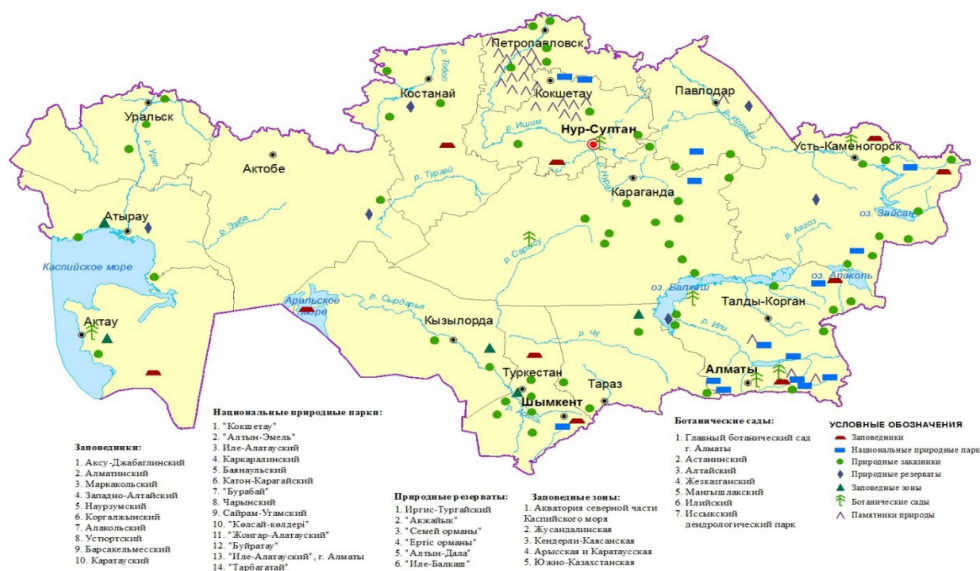 Петропавловск
р. Тобол
Костанай
Кокшетау
Павлодар
р. Иртыш
Уральск
р. Урал
Актобе
р. Ишим
Нур-Султан
р. Нура
Усть-Каменогорск
Караганда
р. Тургай
оз. Зайсан
Атырау
р. Эмба
р. Сарысу
р. Аягоз
Каспийское море
оз. Балхаш
оз. Алаколь
Аральское
море
р. Сырдарья
Талды-Корган
р. Или
Актау
Кызылорда
р. Чу
Туркестан
Тараз
Алматы
Шымкент
Заповедники:
1. Аксу-Джабаглинский
2. Алматинский
3. Маркакольский
4. Западно-Алтайский
5. Наурзумский
6. Коргалжынский
7. Алакольский
8. Устюртский
9. Барсакельмесский
10. Каратауский
Национальные природные парки:
1. "Кокшетау"
2. "Алтын-Эмель"
3. Иле-Алатауский
4. Каркаралинский
5. Баянаульский
6. Катон-Карагайский
7. "Бурабай"
8. Чарынский
9. Сайрам-Угамский
10. "Көлсай-көлдері"
11. "Жонгар-Алатауский"
12. "Буйратау"
13. "Иле-Алатауский", г. Алматы
14. "Тарбагатай"
Природные резерваты:
1. Иргис-Тургайский
2. "Акжайык"
3. "Семей орманы"
4. "Ертіс орманы"
5. "Алтын-Дала"
6. "Иле-Балкаш"
Заповедные зоны:
1. Акватория северной части
Каспийского моря
2. Жусандалинская
3. Кендерли-Каясанская
4. Арысская и Каратауская
5. Южно-Казахстанская
Ботанические сады:
1. Главный ботанический сад
г. Алматы
2. Астанинский
3. Алтайский
4. Жезказганский
5. Мангышлакский
6. Илийский
7. Иссыкский
дендрологический парк
УСЛОВНЫЕ ОБОЗНАЧЕНИЯ
Заповедники
Национальные природные парки
Природные заказники
Природные резерваты
Заповедные зоны
Ботанические сады
Памятники природы